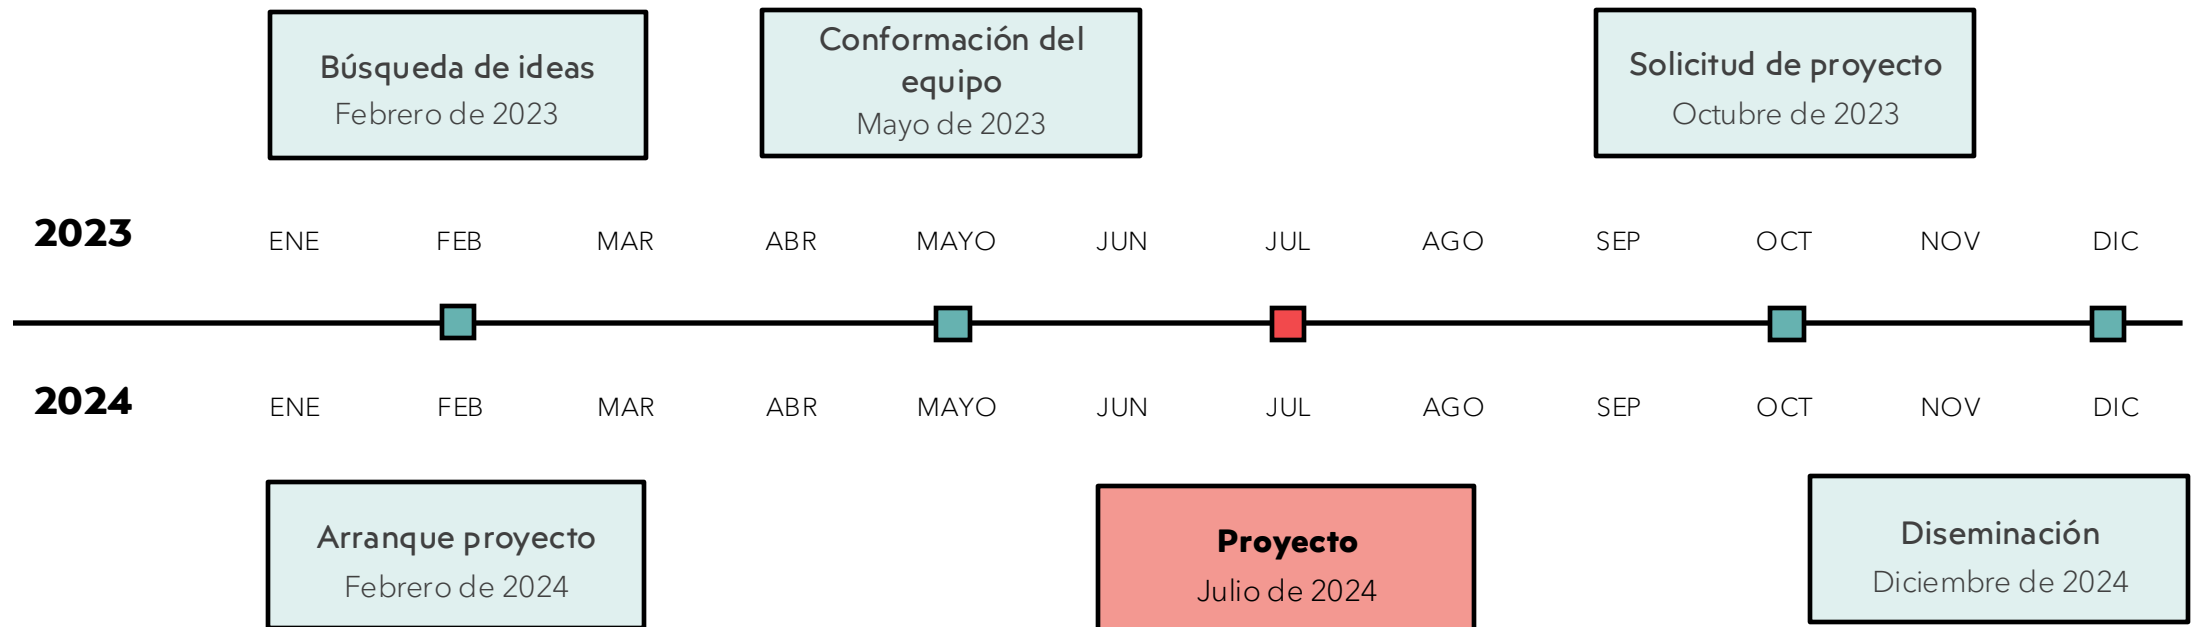 Búsqueda de ideas
Febrero de 2023
Conformación del
equipo
Mayo de 2023
Solicitud de proyecto
Octubre de 2023
2023 ENE FEB MAR ABR MAYO JUN JUL AGO SEP OCT NOV DIC
2024 ENE FEB MAR ABR MAYO JUN JUL AGO SEP OCT NOV DIC
Arranque proyecto
Febrero de 2024
Proyecto
Julio de 2024
Diseminación
Diciembre de 2024